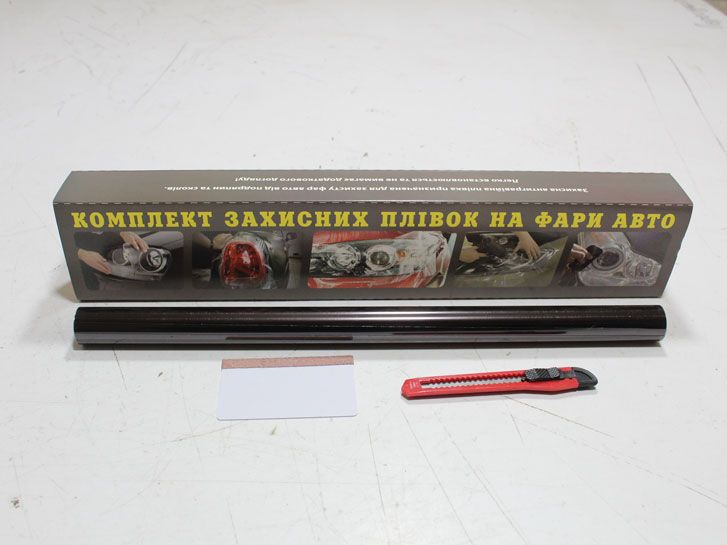 Захисна антигравійна плівка призначена для захисту фар авто від подряпин та сколів.
Легко встановлюється та не вимагає додаткового догляду!
КОМПЛЕКТ ЗАХИСНИХ ПЛІВОК НА ФАРИ АВТО